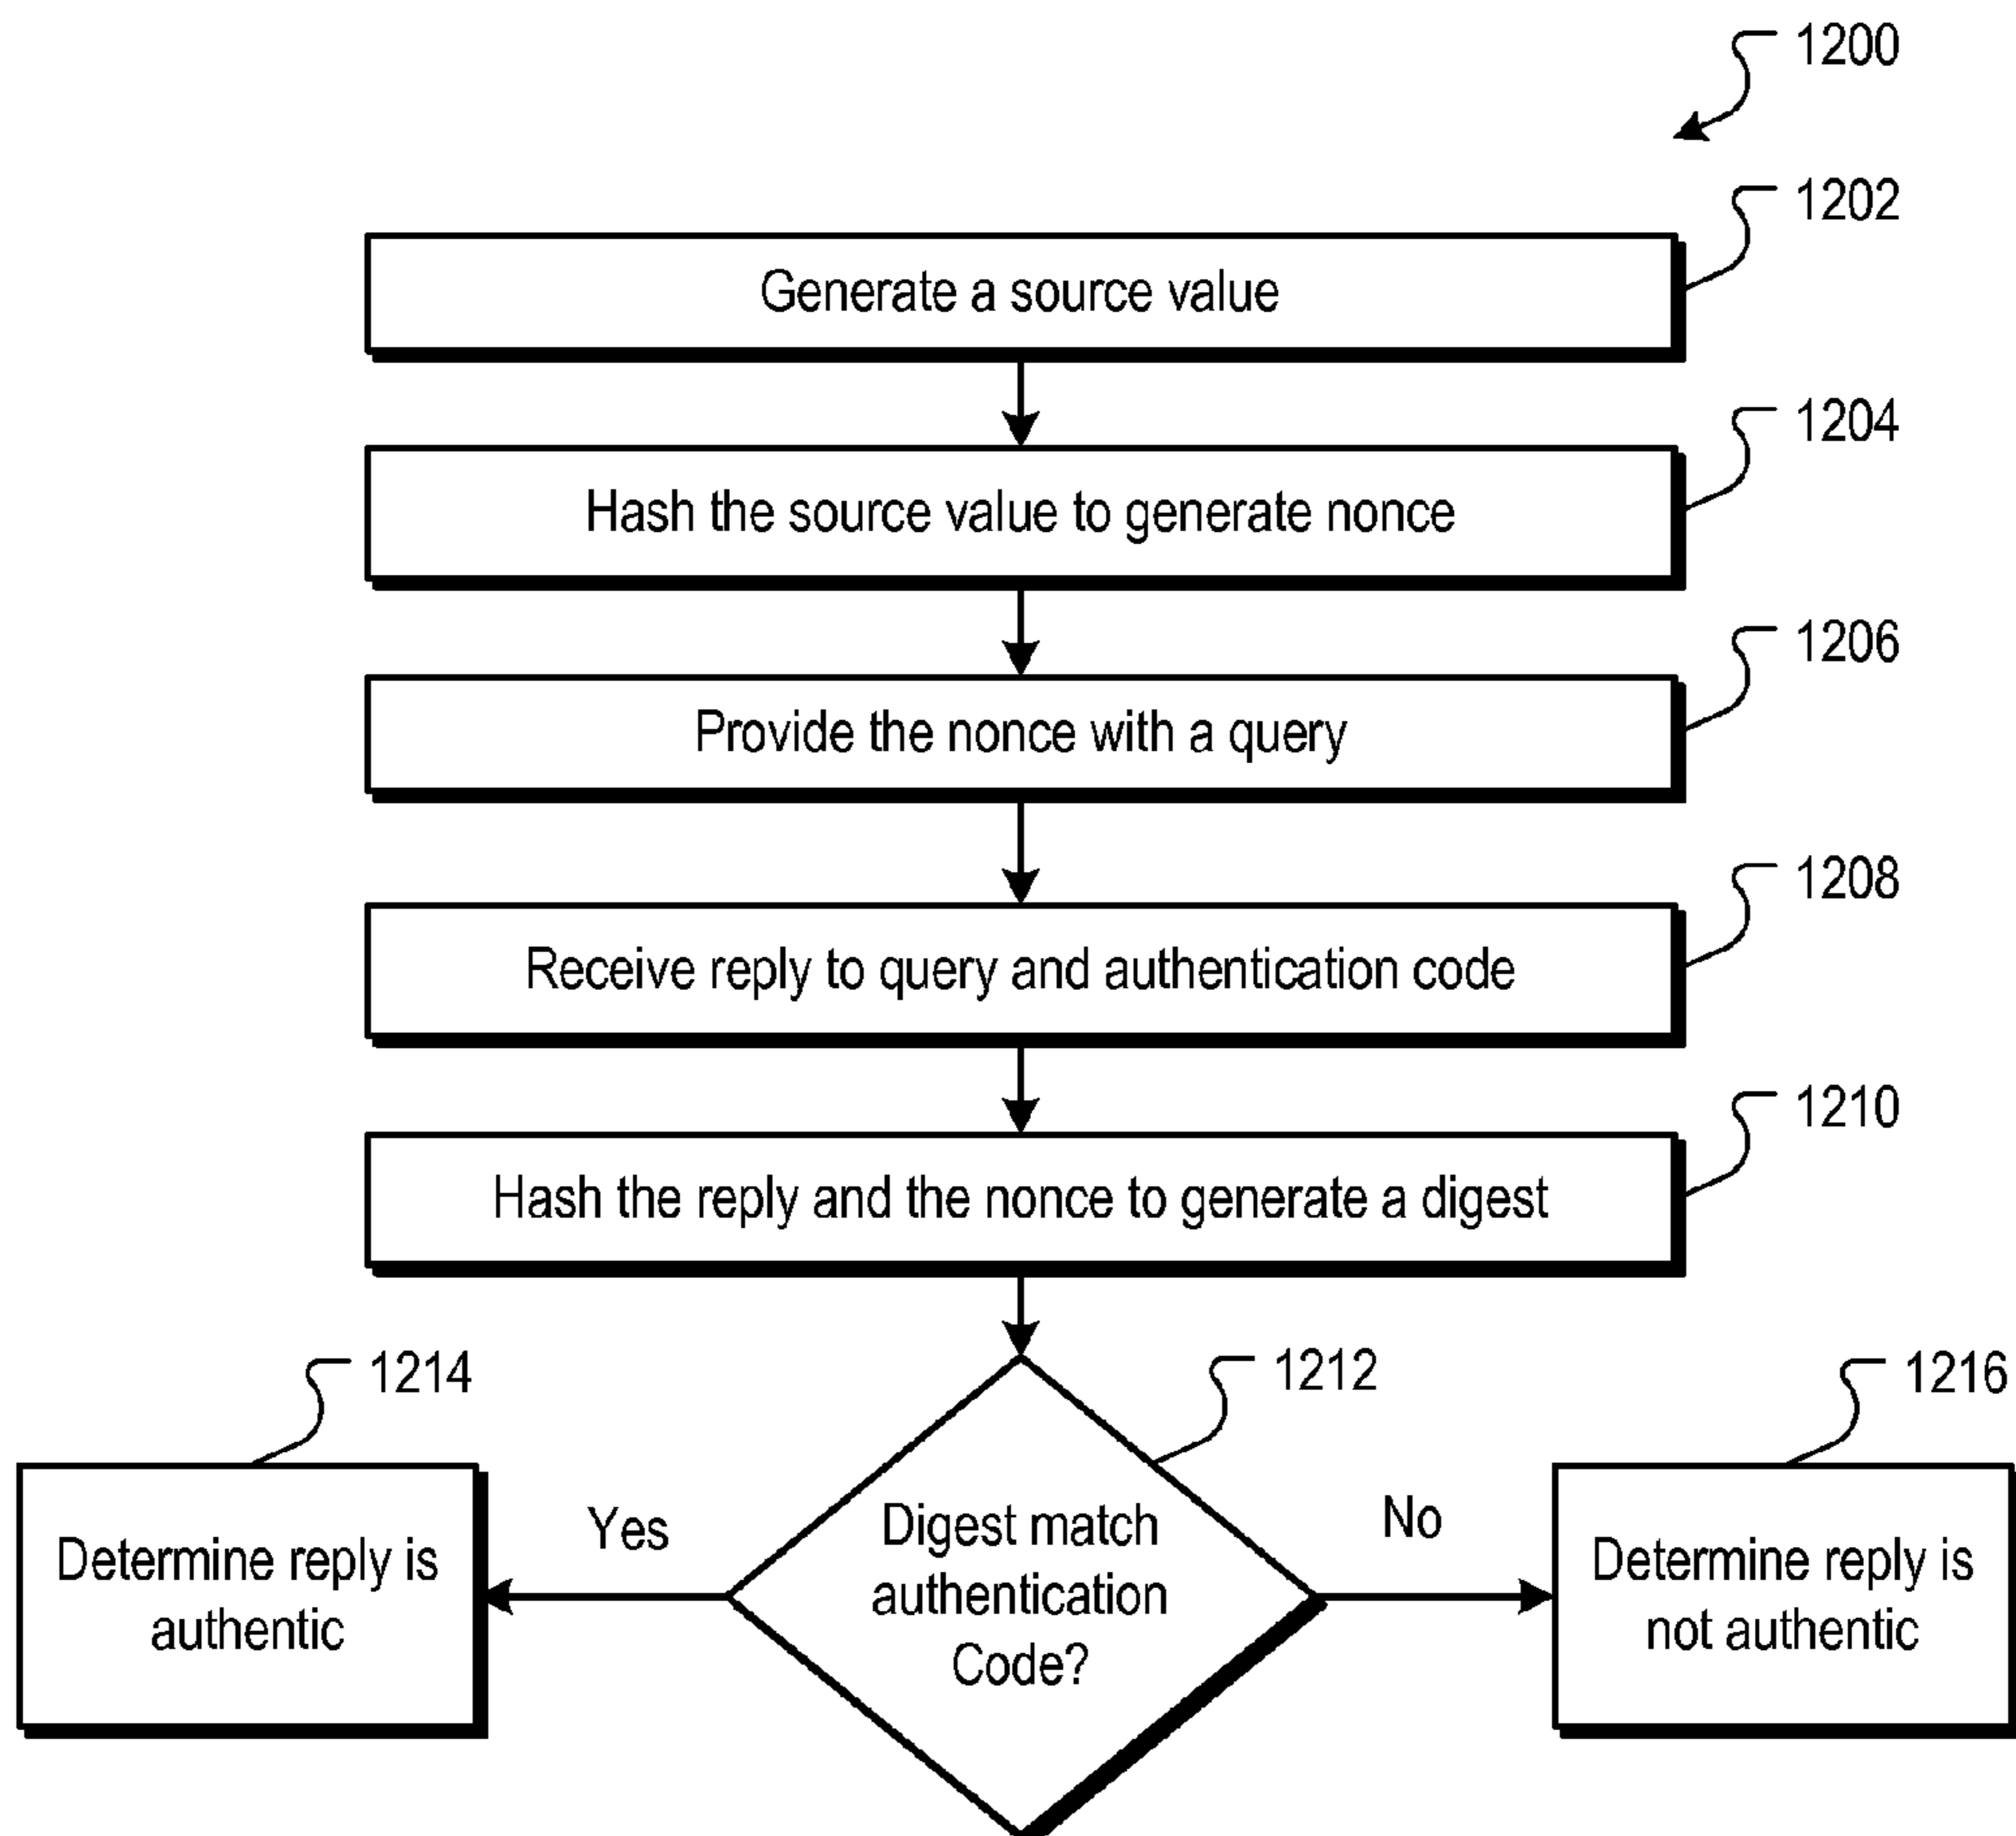 1200
1202
Generate a source value
1204
Hash the source value to generate nonce
1206
Provide the nonce with a query
1208
Receive reply to query and authentication code
1210
Hash the reply and the nonce to generate a digest
1214
1212
1216
Determine reply is
authentic
Yes
Digest match
authentication
Code?
No
Determine reply is
not authentic